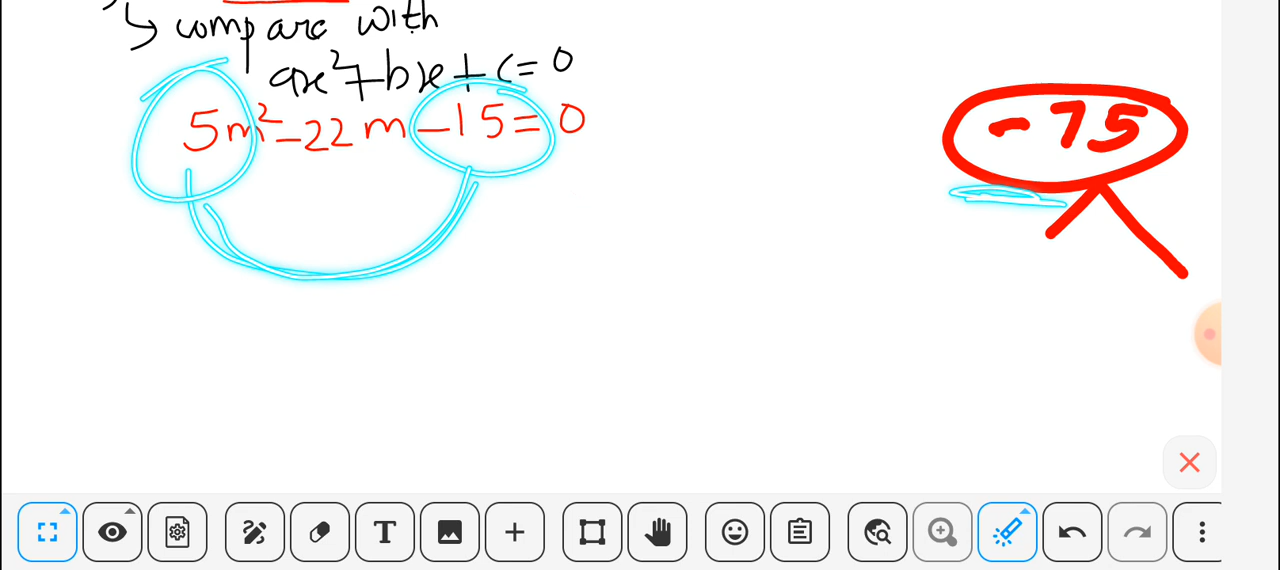 ↳ compare with
ax²+bx+c=0
5m²-22m-15=0
-75
T